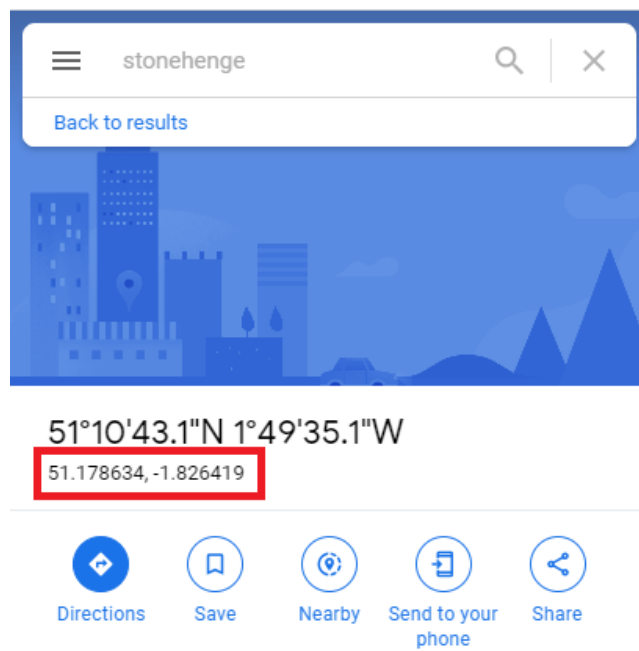 stonehenge
Back to results
51°10'43.1"N 1°49'35.1"W
51.178634, -1.826419
Directions
Save
Nearby
Send to your
phone
Share